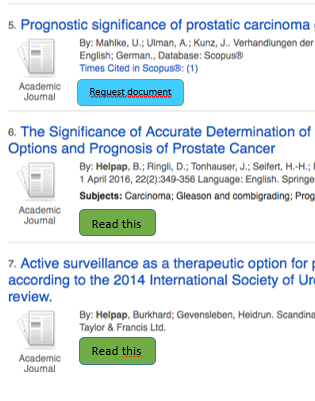 5. Prognostic significance of prostatic carcinoma
By: Mahlke, U.; Ulman, A.; Kunz, J.. Verhandlungen der
English; German., Database: Scopus®
Times Cited in Scopus®: (1)
Academic
Journal
Request document
6. The Significance of Accurate Determination of
Options and Prognosis of Prostate Cancer
By: Helpap, B.; Ringli, D.; Tonhauser, J.; Seifert, H.-H.;
1 April 2016, 22(2):349-356 Language: English. Springe
Subjects: Carcinoma; Gleason and combigrading; Prog
Academic
Journal
Read this
7. Active surveillance as a therapeutic option for
according to the 2014 International Society of Ur
review.
By: Helpap, Burkhard; Gevensleben, Heidrun. Scandina
Taylor & Francis Ltd.
Academic
Journal
Read this